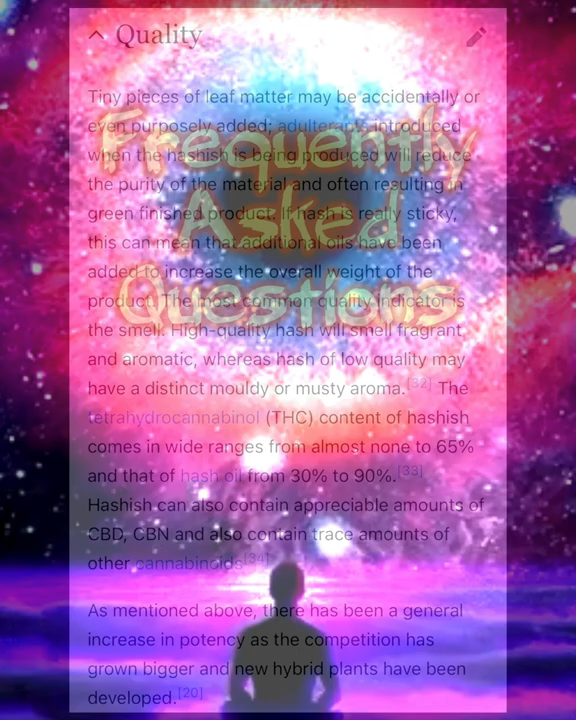 Quality
Tiny pieces of leaf matter may be accidentally or
even purposely added; adulterants introduced
when the hashish is being produced will reduce
the purity of the material and often resulting in
green finished product. If hash is really sticky,
this can mean that additional oils have been
added to increase the overall weight of the
product. The most common quality indicator is
the smell. High-quality hash will smell fragrant
and aromatic, whereas hash of low quality may
have a distinct mouldy or musty aroma.[32] The
tetrahydrocannabinol (THC) content of hashish
comes in wide ranges from almost none to 65%
and that of hash oil from 30% to 90%.[33]
Hashish can also contain appreciable amounts of
CBD, CBN and also contain trace amounts of
other cannabinoids[34]
As mentioned above, there has been a general
increase in potency as the competition has
grown bigger and new hybrid plants have been
developed.[20]
Frequently
Asked
Questions